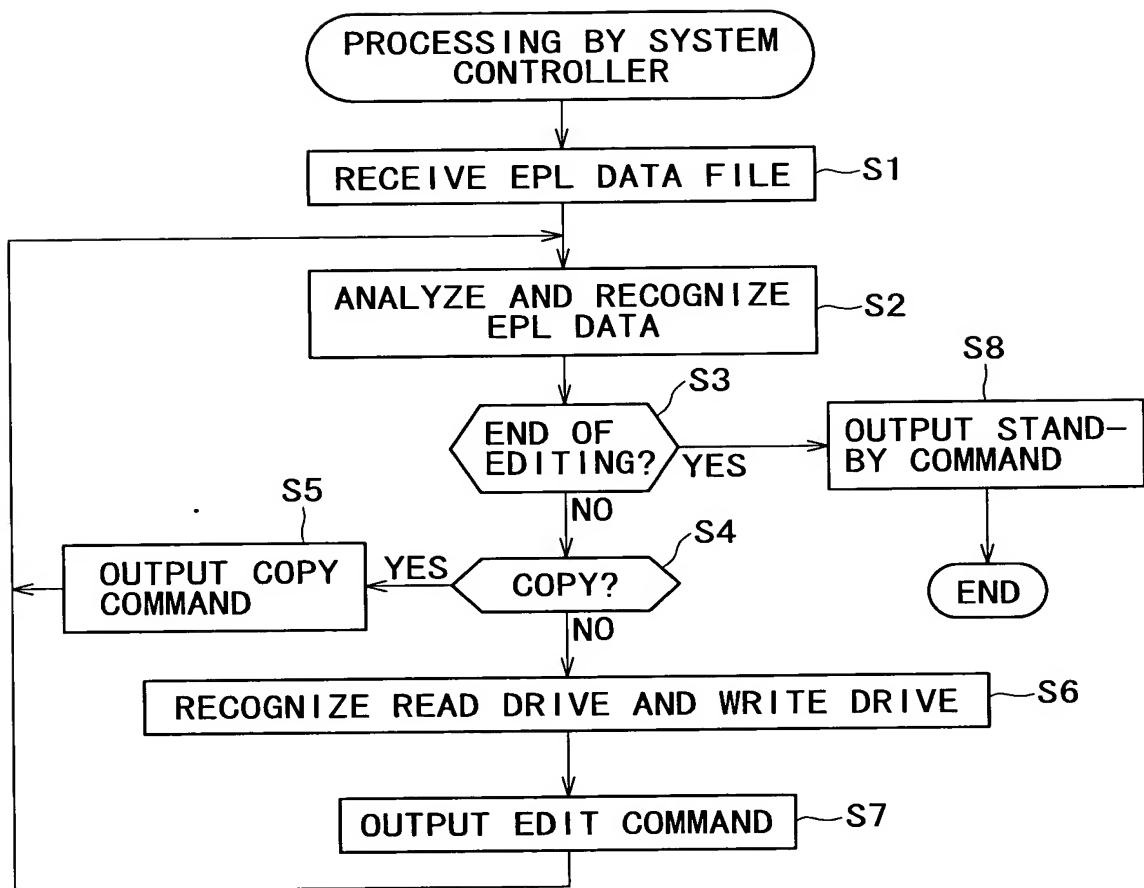 PROCESSING BY SYSTEM
CONTROLLER
RECEIVE EPL DATA FILE
S1
ANALYZE AND RECOGNIZE
EPL DATA
S2
S3
END OF
EDITING?
YES
NO
S8
OUTPUT STAND-
BY COMMAND
END
S4
COPY?
YES
NO
S5
OUTPUT COPY
COMMAND
RECOGNIZE READ DRIVE AND WRITE DRIVE
S6
OUTPUT EDIT COMMAND
S7